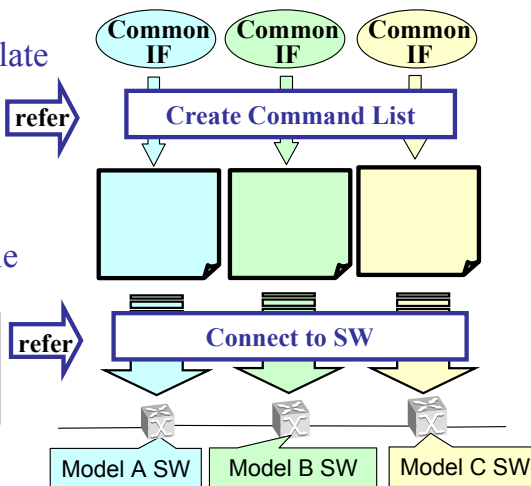 Common IF
Common IF
Common IF
late
refer
Create Command List
e
refer
Connect to SW
Model A SW
Model B SW
Model C SW